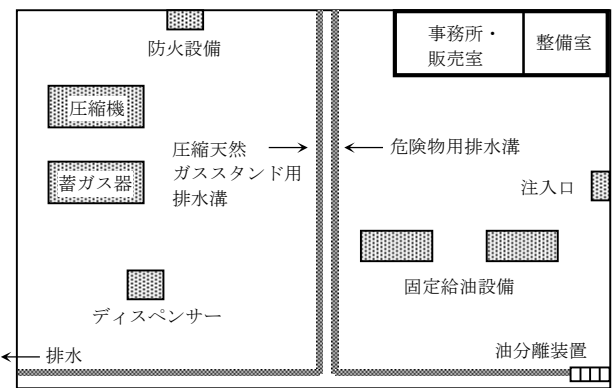 防火設備
事務所・
販売室
整備室
圧縮機
圧縮天然
ガススタンド用
排水溝
危険物用排水溝
蓄ガス器
注入口
固定給油設備
ディスペンサー
排水
油分離装置